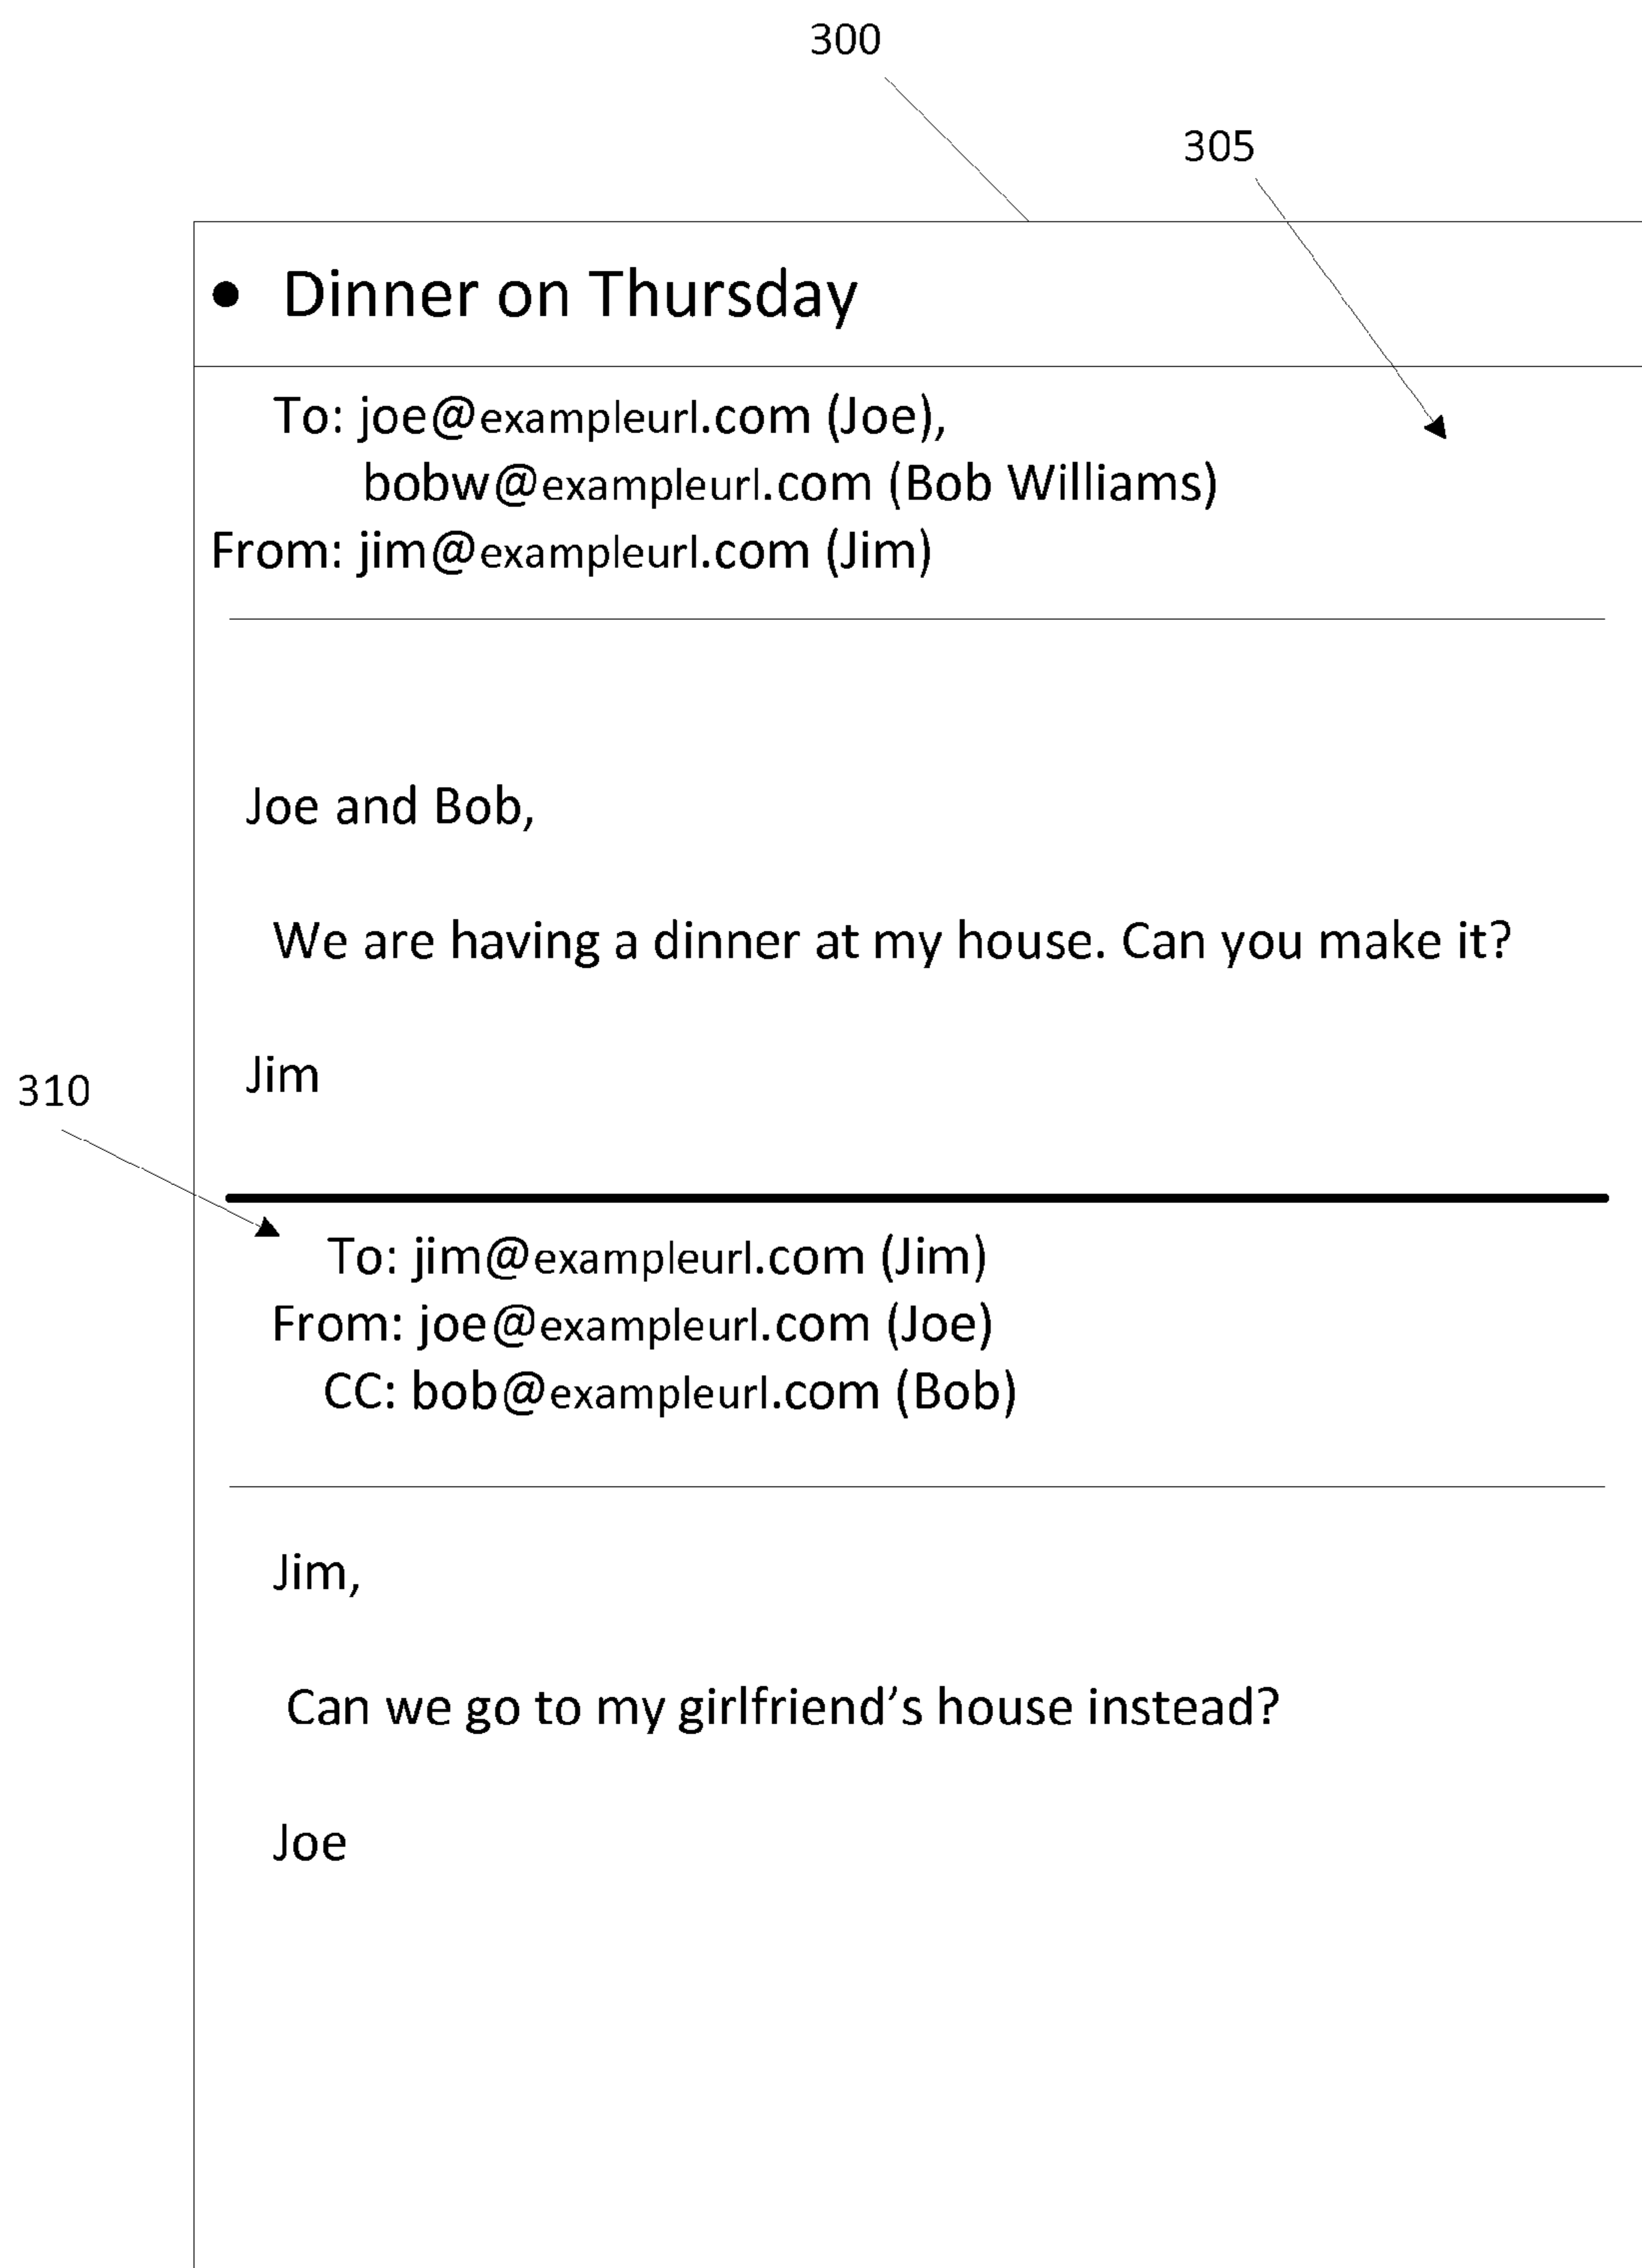 300
305
• Dinner on Thursday
To: joe@exampleurl.com (Joe),
bobw@exampleurl.com (Bob Williams)
From: jim@exampleurl.com (Jim)
Joe and Bob,
We are having a dinner at my house. Can you make it?
Jim
310
To: jim@exampleurl.com (Jim)
From: joe@exampleurl.com (Joe)
CC: bob@exampleurl.com (Bob)
Jim,
Can we go to my girlfriend’s house instead?
Joe